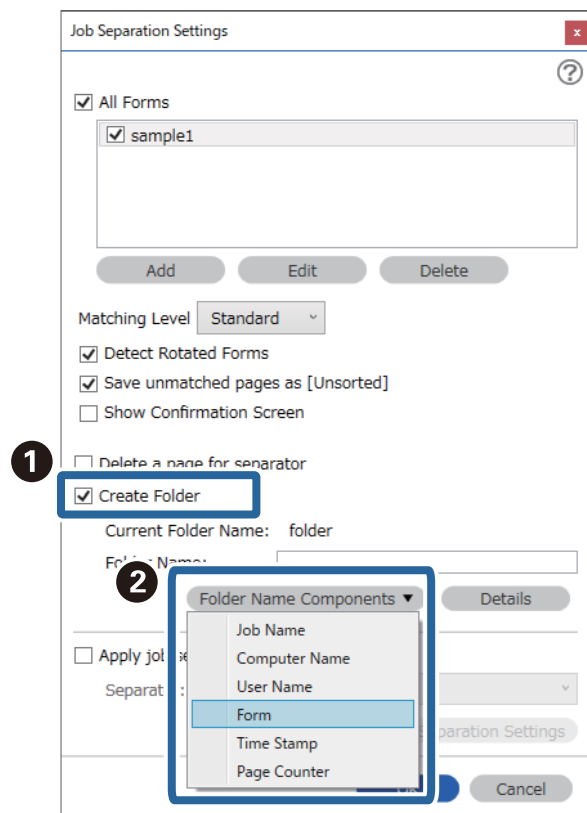 Job Separation Settings
x
?
All Forms
sample1
Add Edit Delete
Matching Level Standard
Detect Rotated Forms
Save unmatched pages as [Unsorted]
Show Confirmation Screen
1
Delete a page for separator
Create Folder
Current Folder Name: folder
Folder Name:
2
Folder Name Components ▼ Details
Job Name
Apply job se
Computer Name
User Name
Separat :
Form
paration Settings
Time Stamp
Page Counter
OK Cancel